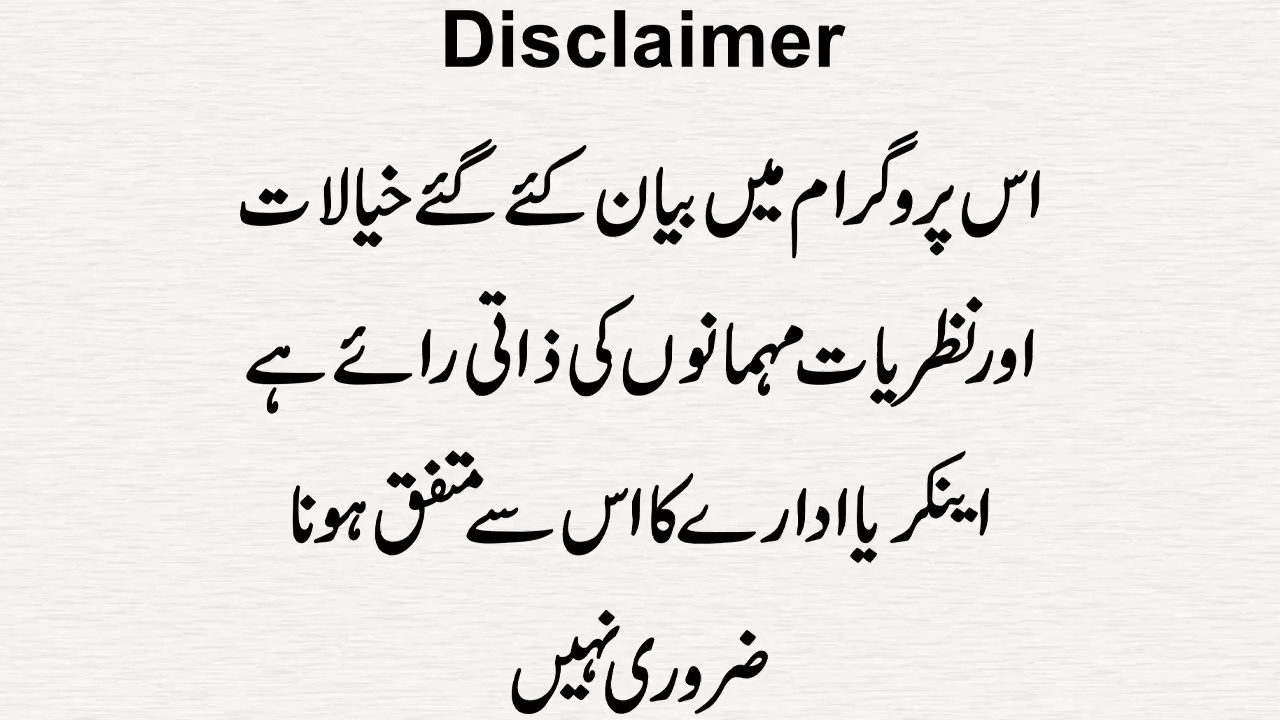 Disclaimer
اس پروگرام میں بیان کئے گئے خیالات
اور نظریات مہمانوں کی ذاتی رائے ہے
اینکر یا ادارے کا اس سے متفق ہونا
ضروری نہیں